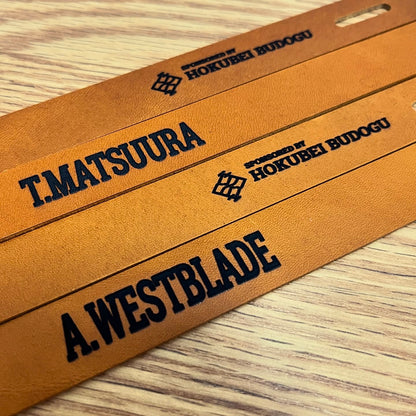 SPONSORED BY
HOKUBEI BUDOGU
T.MATSUURA
SPONSORED BY
HOKUBEI BUDOGU
A.WESTBLADE